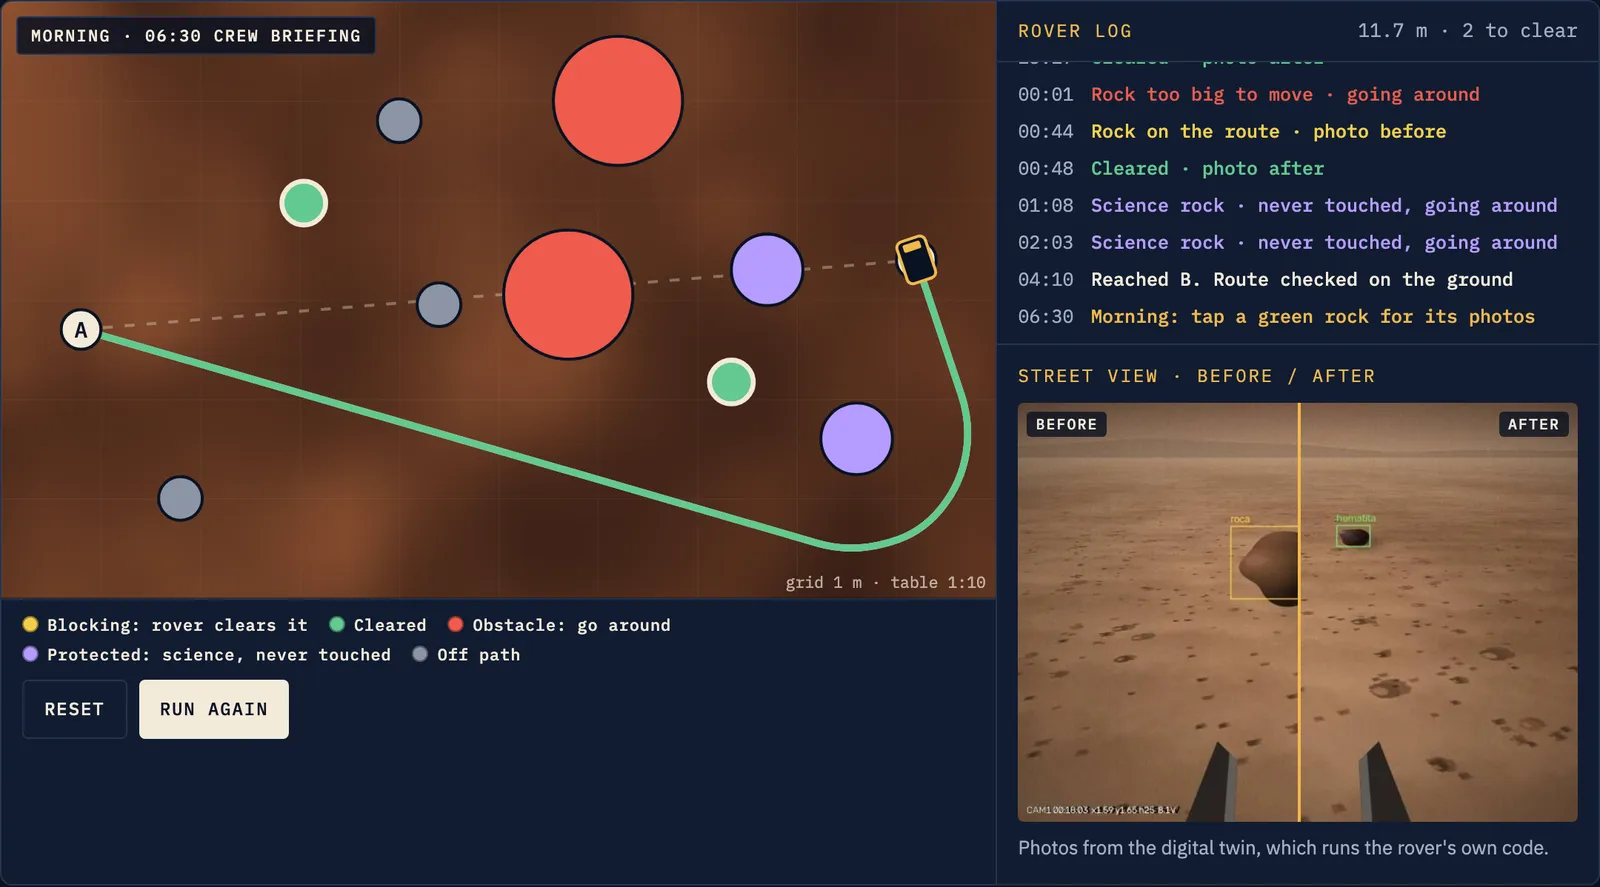 MORNING · 06:30 CREW BRIEFING
A
grid 1 m · table 1:10
Blocking: rover clears it
Cleared
Obstacle: go around
Protected: science, never touched
Off path
RESET
RUN AGAIN
ROVER LOG
11.7 m · 2 to clear
Cleared · photo after
00:01 Rock too big to move · going around
00:44 Rock on the route · photo before
00:48 Cleared · photo after
01:08 Science rock · never touched, going around
02:03 Science rock · never touched, going around
04:10 Reached B. Route checked on the ground
06:30 Morning: tap a green rock for its photos
STREET VIEW · BEFORE / AFTER
BEFORE
AFTER
roca
hematita
Photos from the digital twin, which runs the rover's own code.